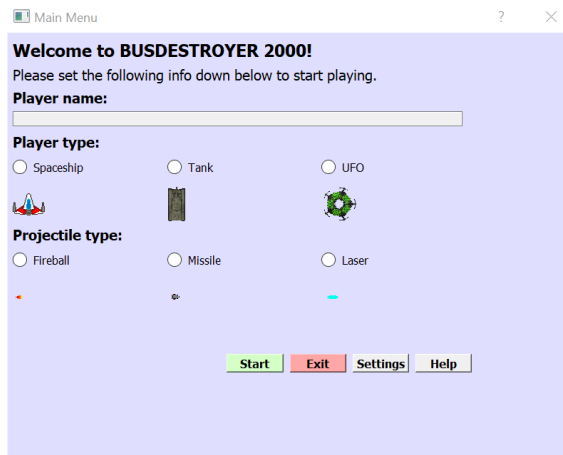 Main Menu
Welcome to BUSDESTROYER 2000!
Please set the following info down below to start playing.
Player name:
Player type:
Spaceship Tank UFO
Projectile type:
Fireball Missile Laser
Start Exit Settings Help